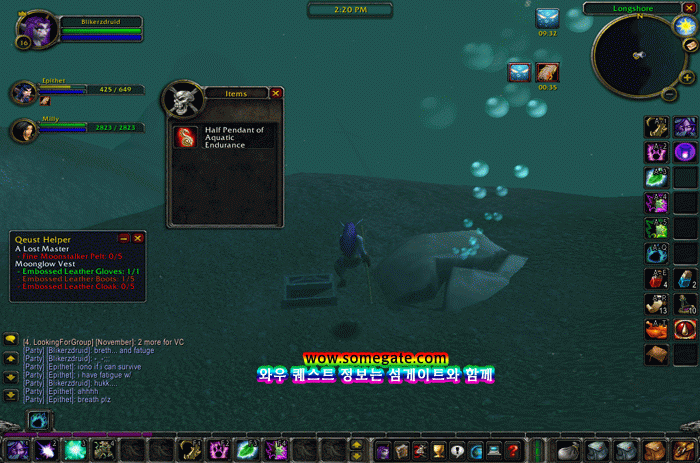 Blikerzdruid
16
Epithet
425 / 649
Milly
2823 / 2823
2:20 PM
09:32
00:35
Longshore
N
Items
Half Pendant of
Aquatic
Endurance
Qeust Helper
A Lost Master
- Fine Moonstalker Pelt: 0/5
Moonglow Vest
- Embossed Leather Gloves: 1/1
- Embossed Leather Boots: 1/5
- Embossed Leather Cloak: 0/5
[4. LookingForGroup] [November]: 2 more for VC
[Party] [Blikerzdruid]: breth... and fatuge
[Party] [Blikerzdruid]: -_-;;;
[Party] [Epithet]: iono if i can survive
[Party] [Epithet]: i have fatigue w/
[Party] [Blikerzdruid]: hukk...
[Party] [Epithet]: ahhhh
[Party] [Epithet]: breath plz
wow.somegate.com
와우 퀘스트 정보는 섬게이트와 함께